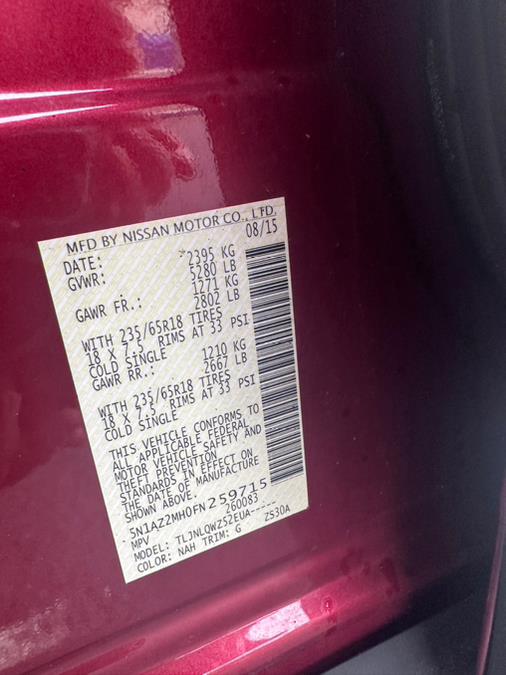 MFD BY NISSAN MOTOR CO., LTD.
DATE: 08/15
GVWR: 2395 KG
5280 LB
GAWR FR.: 1271 KG
2802 LB
WITH 235/65R18 TIRES
18 X 7.5 RIMS AT 33 PSI
COLD SINGLE
GAWR RR.: 1210 KG
2667 LB
WITH 235/65R18 TIRES
18 X 7.5 RIMS AT 33 PSI
COLD SINGLE
THIS VEHICLE CONFORMS TO
ALL APPLICABLE FEDERAL
MOTOR VEHICLE SAFETY AND
THEFT PREVENTION
STANDARDS IN EFFECT ON
THE DATE OF MANUFACTURE
SHOWN ABOVE.
5N1AZ2MH0FN259715
MPV 260083
MODEL: TLJNLQWZ52EUA-----
COLOR: NAH TRIM: G Z530A